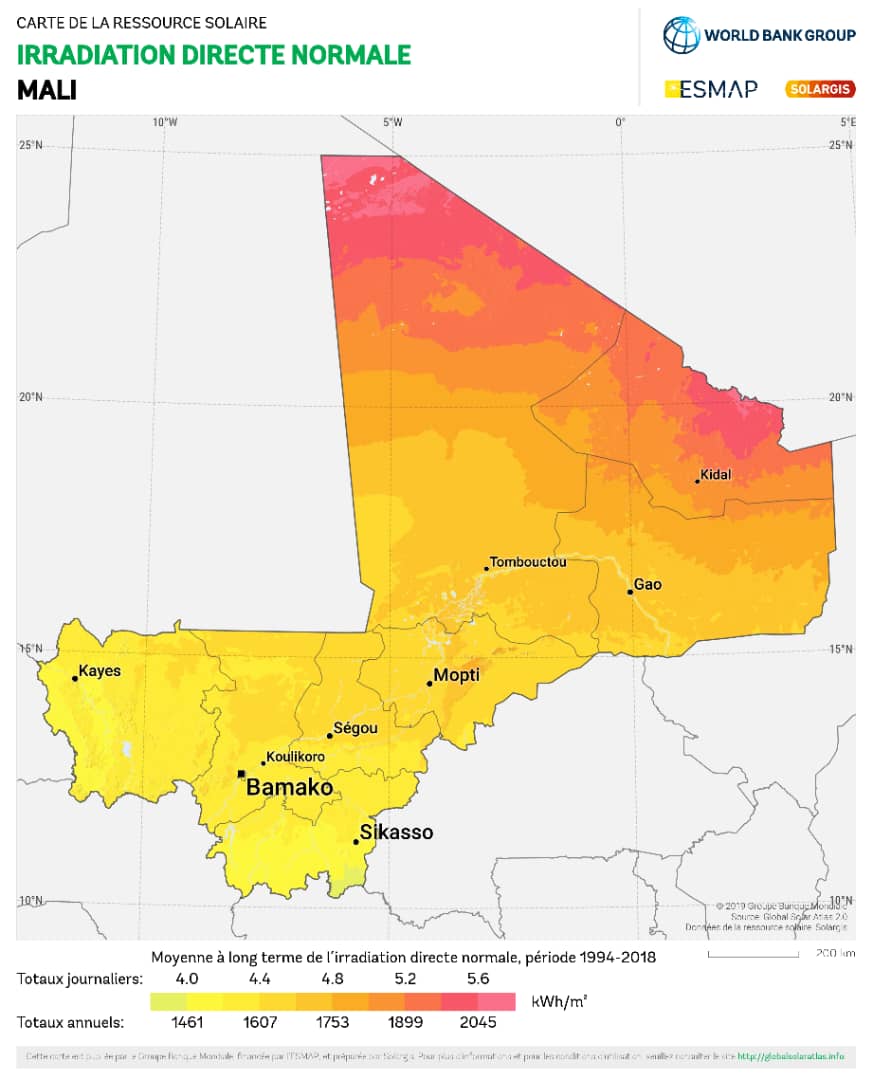 CARTE DE LA RESSOURCE SOLAIRE
IRRADIATION DIRECTE NORMALE
MALI
WORLD BANK GROUP
ESMAP
SOLARGIS
10°W 5°W 0° 5°E
25°N 25°N
20°N 20°N
Kidal
Tombouctou
Gao
15°N 15°N
Kayes
Mopti
Ségou
Koulikoro
Bamako
Sikasso
10°N 10°N
© 2019 Groupe Banque Mondiale
Source: Global Solar Atlas 2.0
Données de la ressource solaire: Solargis
200 km
Moyenne à long terme de l'irradiation directe normale, période 1994-2018
Totaux journaliers: 4.0 4.4 4.8 5.2 5.6
kWh/m²
Totaux annuels: 1461 1607 1753 1899 2045
Cette carte est publiée par le Groupe Banque Mondiale, financée par l'ESMAP, et préparée par Solargis. Pour plus d'informations et pour les conditions d'utilisation, veuillez consulter le site http://globalsolaratlas.info